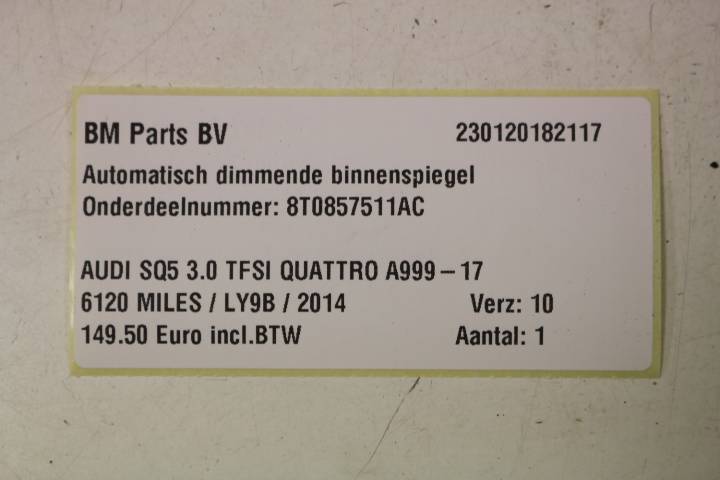 BM Parts BV 230120182117
Automatisch dimmende binnenspiegel
Onderdeelnummer: 8T0857511AC
AUDI SQ5 3.0 TFSI QUATTRO A999-17
6120 MILES / LY9B / 2014 Verz: 10
149.50 Euro incl.BTW Aantal: 1